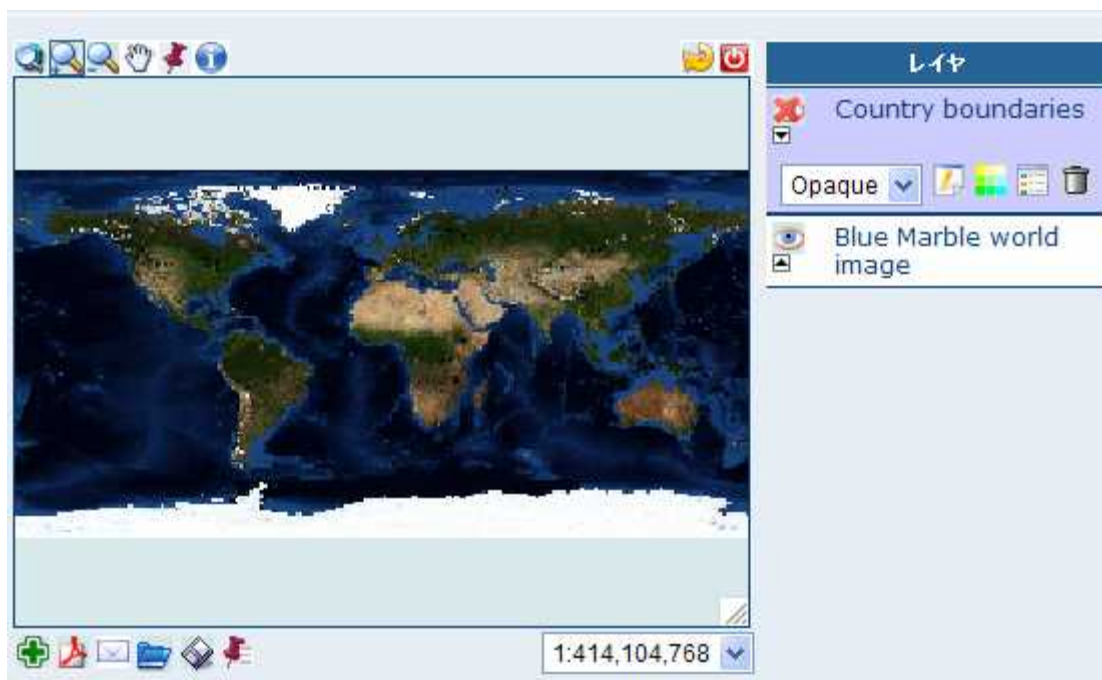 レイヤ
Country boundaries
Opaque
Blue Marble world
image
1:414,104,768